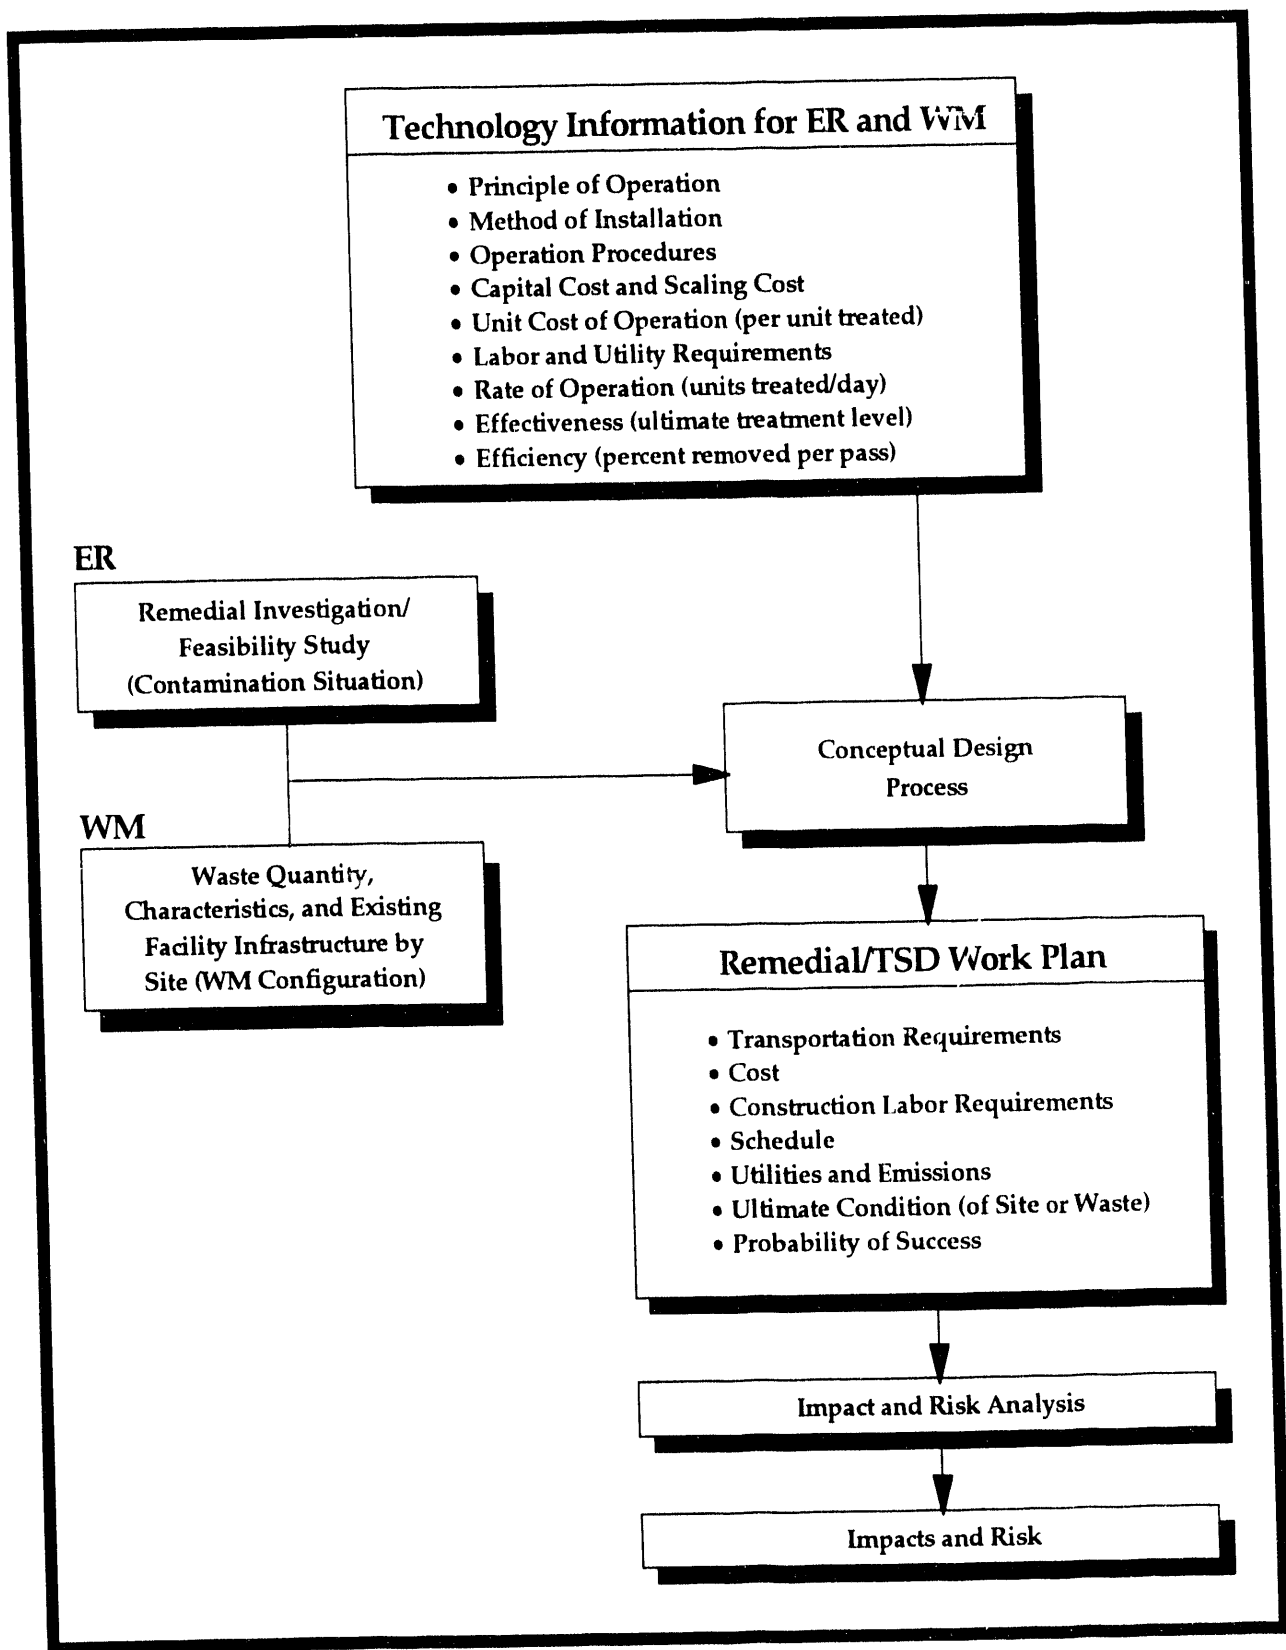 Technology Information for ER and WM
• Principle of Operation
• Method of Installation
• Operation Procedures
• Capital Cost and Scaling Cost
• Unit Cost of Operation (per unit treated)
• Labor and Utility Requirements
• Rate of Operation (units treated/day)
• Effectiveness (ultimate treatment level)
• Efficiency (percent removed per pass)
ER
Remedial Investigation/
Feasibility Study
(Contamination Situation)
Conceptual Design
Process
WM
Waste Quantity,
Characteristics, and Existing
Facility Infrastructure by
Site (WM Configuration)
Remedial/TSD Work Plan
• Transportation Requirements
• Cost
• Construction Labor Requirements
• Schedule
• Utilities and Emissions
• Ultimate Condition (of Site or Waste)
• Probability of Success
Impact and Risk Analysis
Impacts and Risk